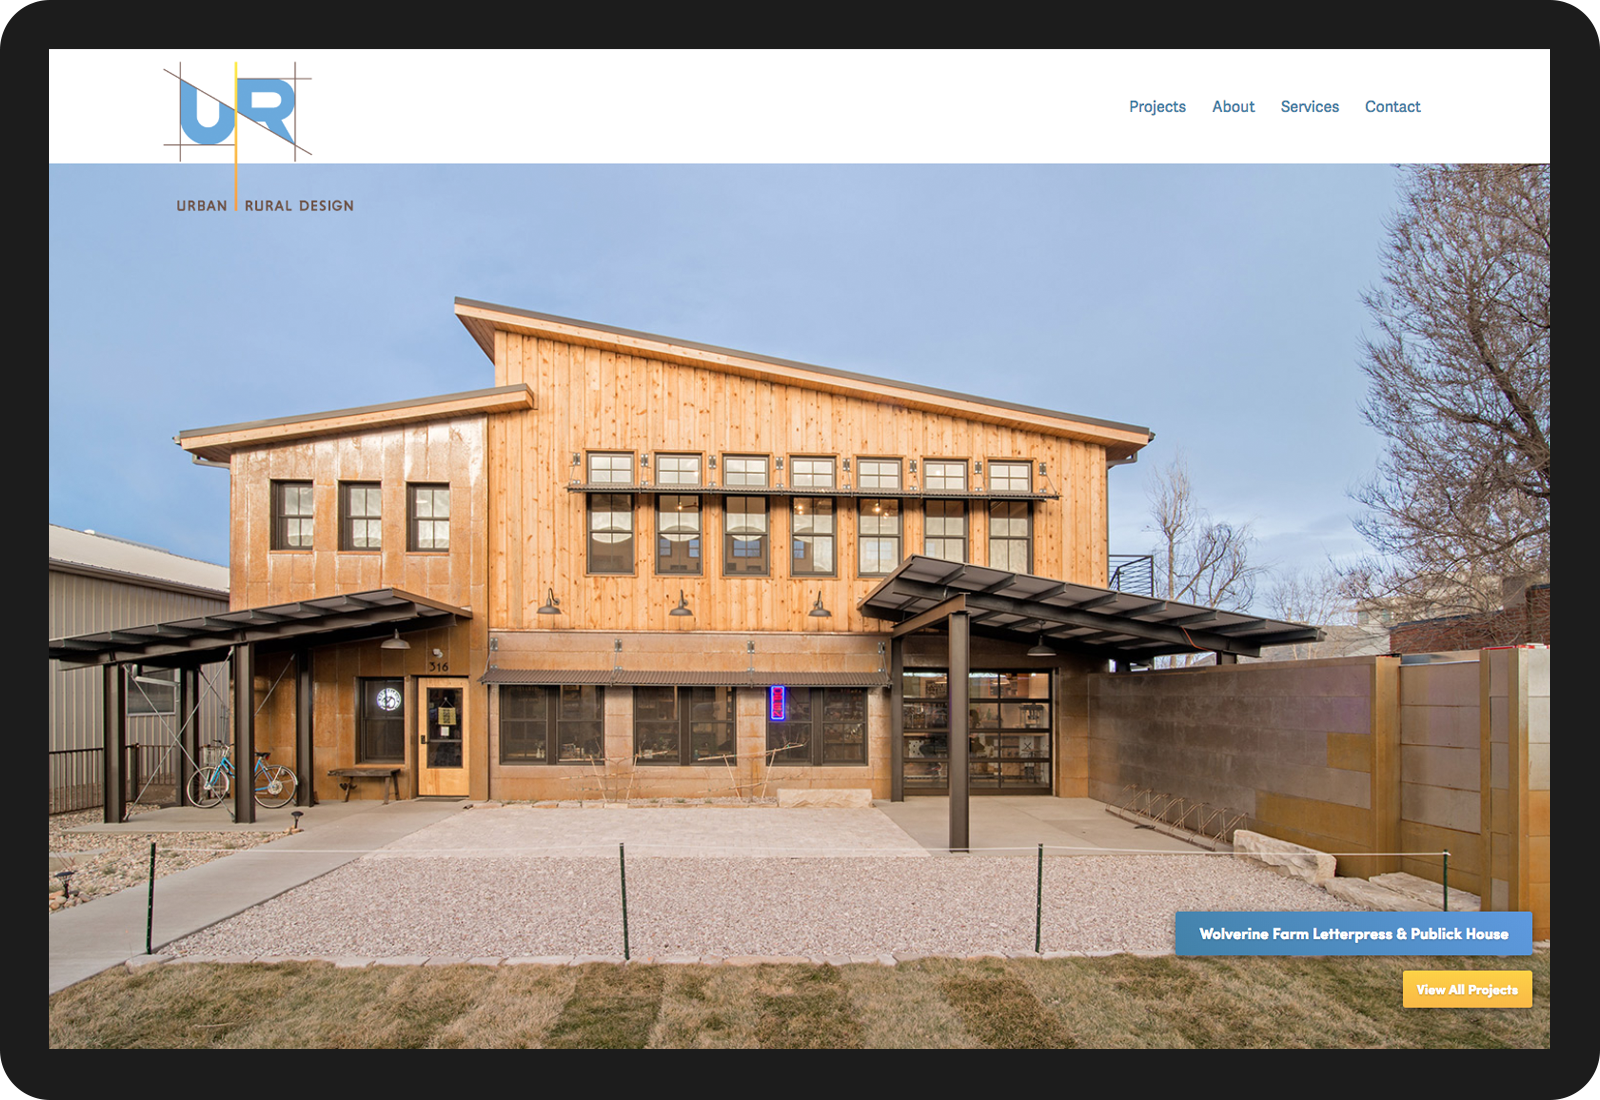 UR
Projects About Services Contact
URBAN RURAL DESIGN
316
Wolverine Farm Letterpress & Publick House
View All Projects